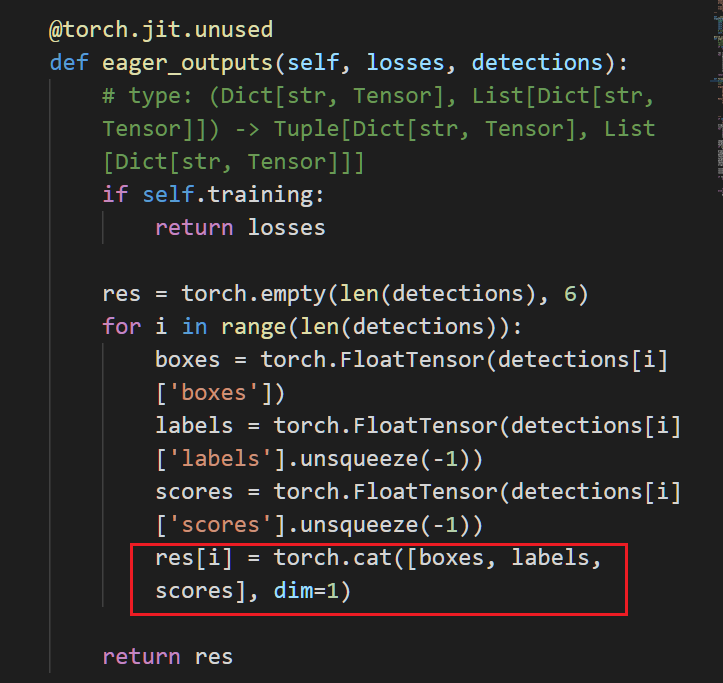 @torch.jit.unused
def eager_outputs(self, losses, detections):
# type: (Dict[str, Tensor], List[Dict[str,
Tensor]]) -> Tuple[Dict[str, Tensor], List
[Dict[str, Tensor]]]
if self.training:
return losses
res = torch.empty(len(detections), 6)
for i in range(len(detections)):
boxes = torch.FloatTensor(detections[i]
['boxes'])
labels = torch.FloatTensor(detections[i]
['labels'].unsqueeze(-1))
scores = torch.FloatTensor(detections[i]
['scores'].unsqueeze(-1))
res[i] = torch.cat([boxes, labels,
scores], dim=1)
return res